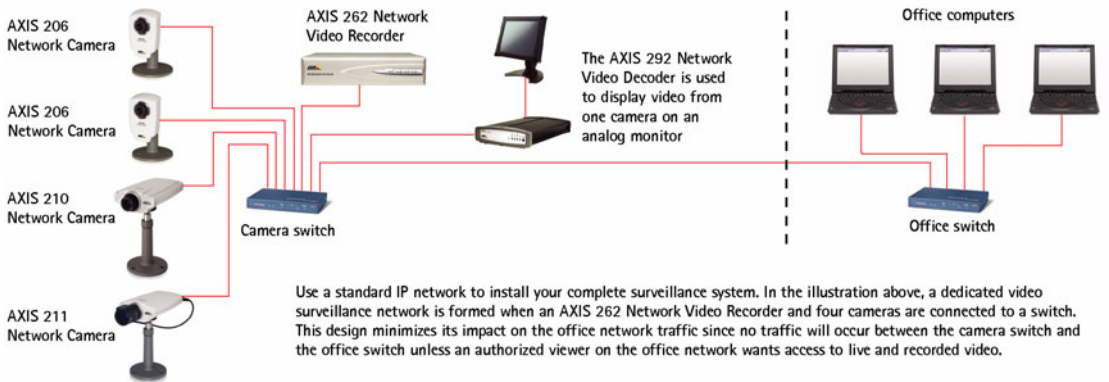 AXIS 206
Network Camera
AXIS 206
Network Camera
AXIS 210
Network Camera
AXIS 211
Network Camera
AXIS 262 Network
Video Recorder
Camera switch
The AXIS 292 Network
Video Decoder is used
to display video from
one camera on an
analog monitor
Office computers
Office switch
Use a standard IP network to install your complete surveillance system. In the illustration above, a dedicated video
surveillance network is formed when an AXIS 262 Network Video Recorder and four cameras are connected to a switch.
This design minimizes its impact on the office network traffic since no traffic will occur between the camera switch and
the office switch unless an authorized viewer on the office network wants access to live and recorded video.